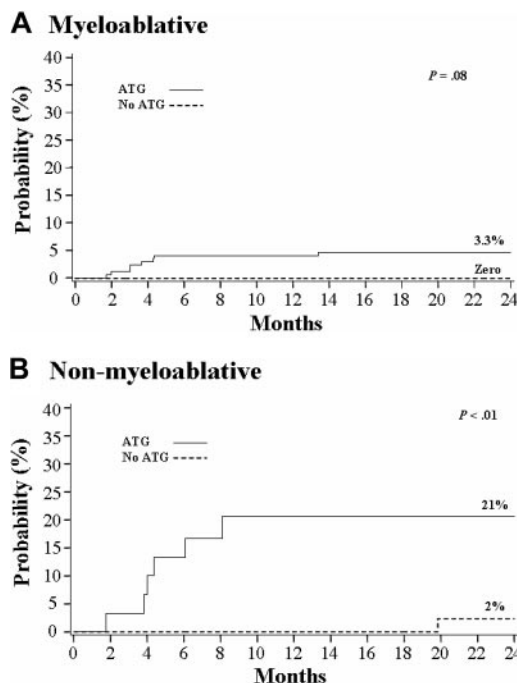 A Myeloablative
40
35
30
25
20
15
10
5
0
Probability (%)
ATG
No ATG
P = .08
3.3%
Zero
0 2 4 6 8 10 12 14 16 18 20 22 24
Months
B Non-myeloablative
40
35
30
25
20
15
10
5
0
Probability (%)
ATG
No ATG
P < .01
21%
2%
0 2 4 6 8 10 12 14 16 18 20 22 24
Months